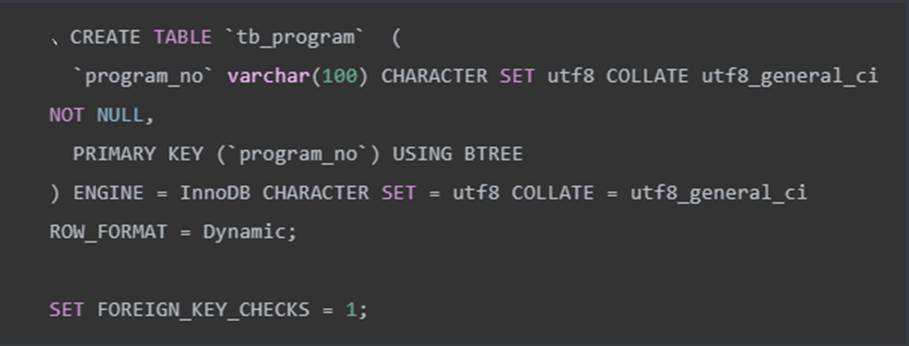 、CREATE TABLE `tb_program`  (
  `program_no` varchar(100) CHARACTER SET utf8 COLLATE utf8_general_ci
NOT NULL,
  PRIMARY KEY (`program_no`) USING BTREE
) ENGINE = InnoDB CHARACTER SET = utf8 COLLATE = utf8_general_ci
ROW_FORMAT = Dynamic;

SET FOREIGN_KEY_CHECKS = 1;